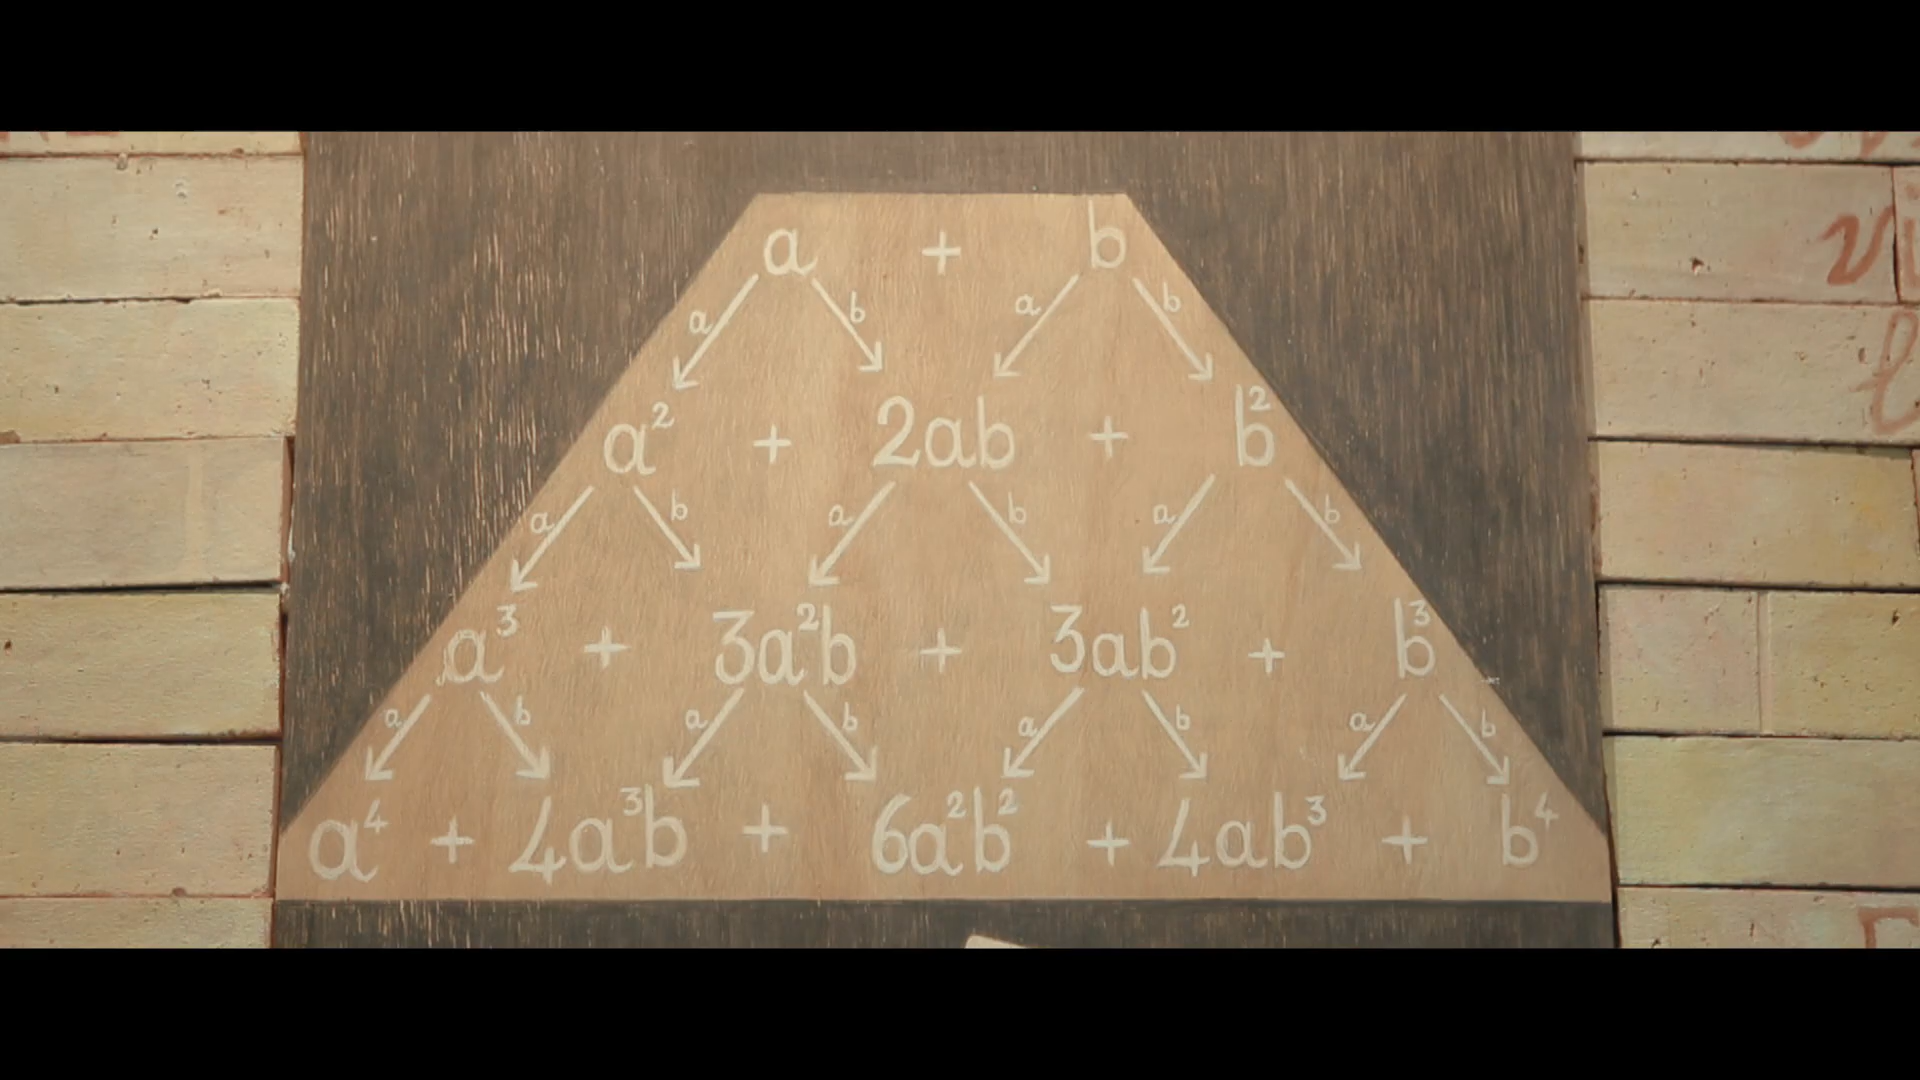 a + b
a b a b
a² + 2ab + b²
a b a b a b
a³ + 3a²b + 3ab² + b³
a b a b a b a b
a⁴ + 4a³b + 6a²b² + 4ab³ + b⁴